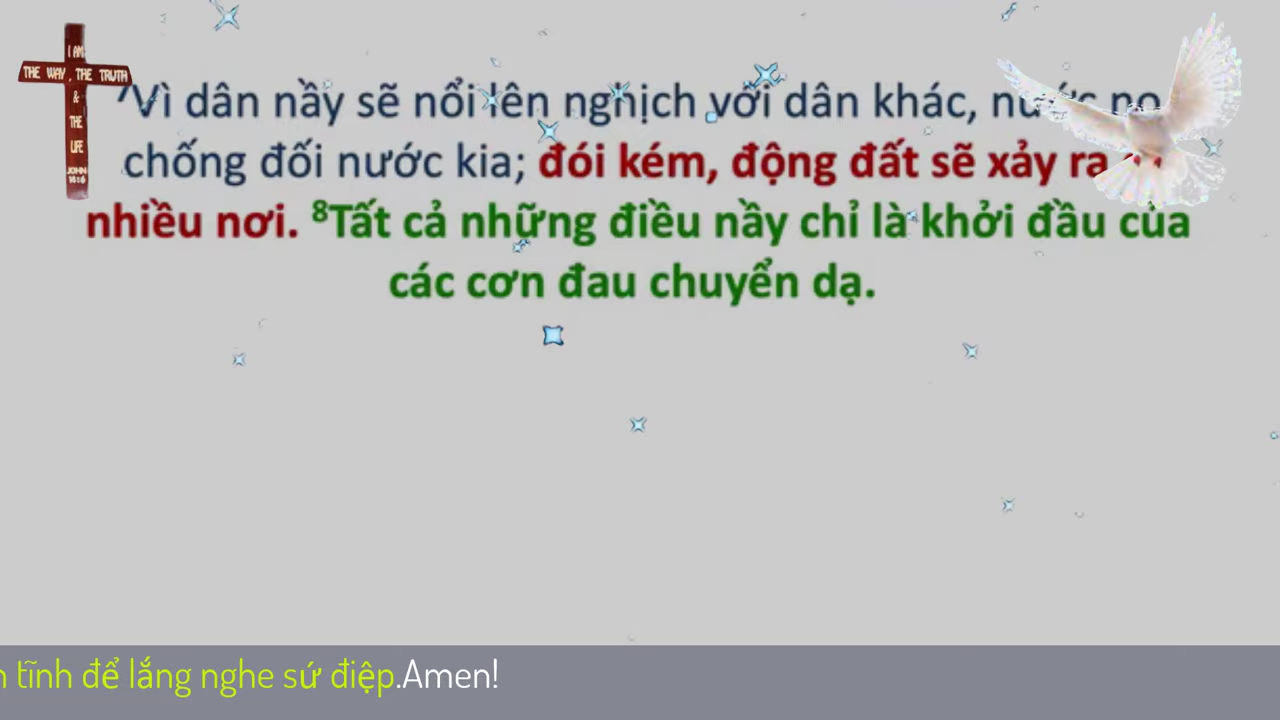 I AM
THE WAY, THE TRUTH
&
THE
LIFE
JOHN
14:6
⁷Vì dân nầy sẽ nổi lên nghịch với dân khác, nước nọ
chống đối nước kia; đói kém, động đất sẽ xảy ra
nhiều nơi. ⁸Tất cả những điều nầy chỉ là khởi đầu của
các cơn đau chuyển dạ.
tĩnh để lắng nghe sứ điệp.Amen!